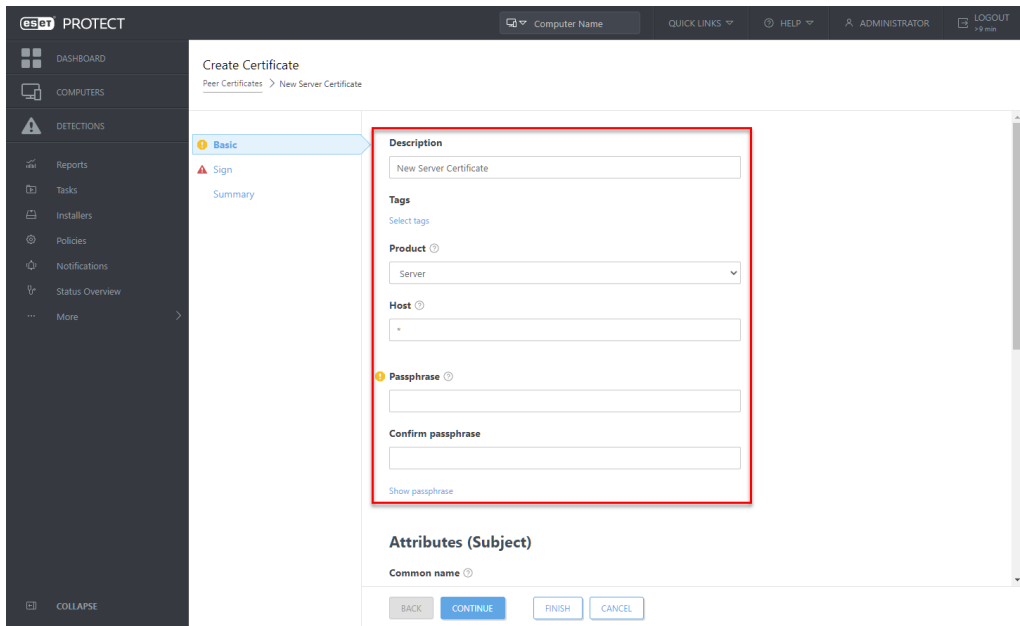 eset PROTECT
Computer Name
QUICK LINKS
HELP
ADMINISTRATOR
LOGOUT
>9 min
DASHBOARD
COMPUTERS
DETECTIONS
Reports
Tasks
Installers
Policies
Notifications
Status Overview
More
COLLAPSE
Create Certificate
Peer Certificates > New Server Certificate
Basic
Sign
Summary
Description
New Server Certificate
Tags
Select tags
Product
Server
Host
*
Passphrase
Confirm passphrase
Show passphrase
Attributes (Subject)
Common name
BACK
CONTINUE
FINISH
CANCEL